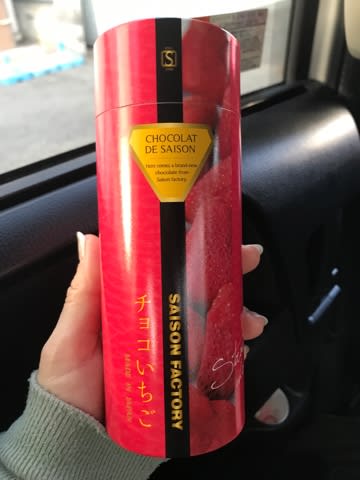 S
CHOCOLAT
DE SAISON
Here comes a brand-new
chocolate from
Saison factory.
チョコいちご
MADE IN JAPAN
SAISON FACTORY